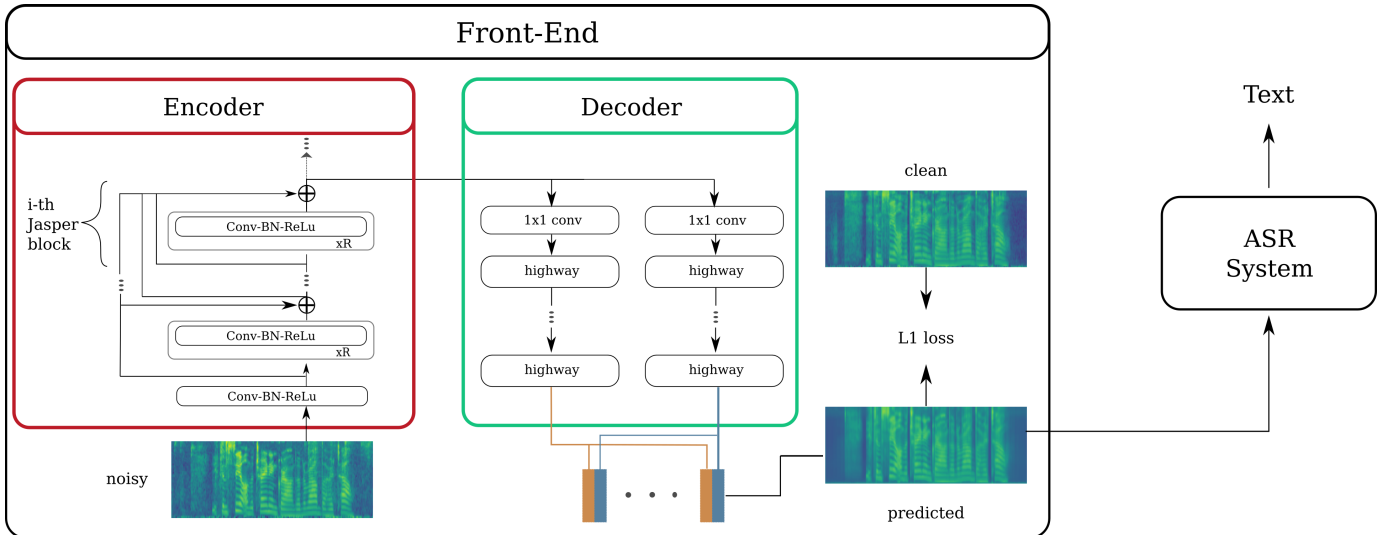 Front-End
Encoder
i-th
Jasper
block
Conv-BN-ReLu
xR
Conv-BN-ReLu
xR
Conv-BN-ReLu
noisy
Decoder
1x1 conv
1x1 conv
highway
highway
highway
highway
clean
L1 loss
predicted
Text
ASR
System